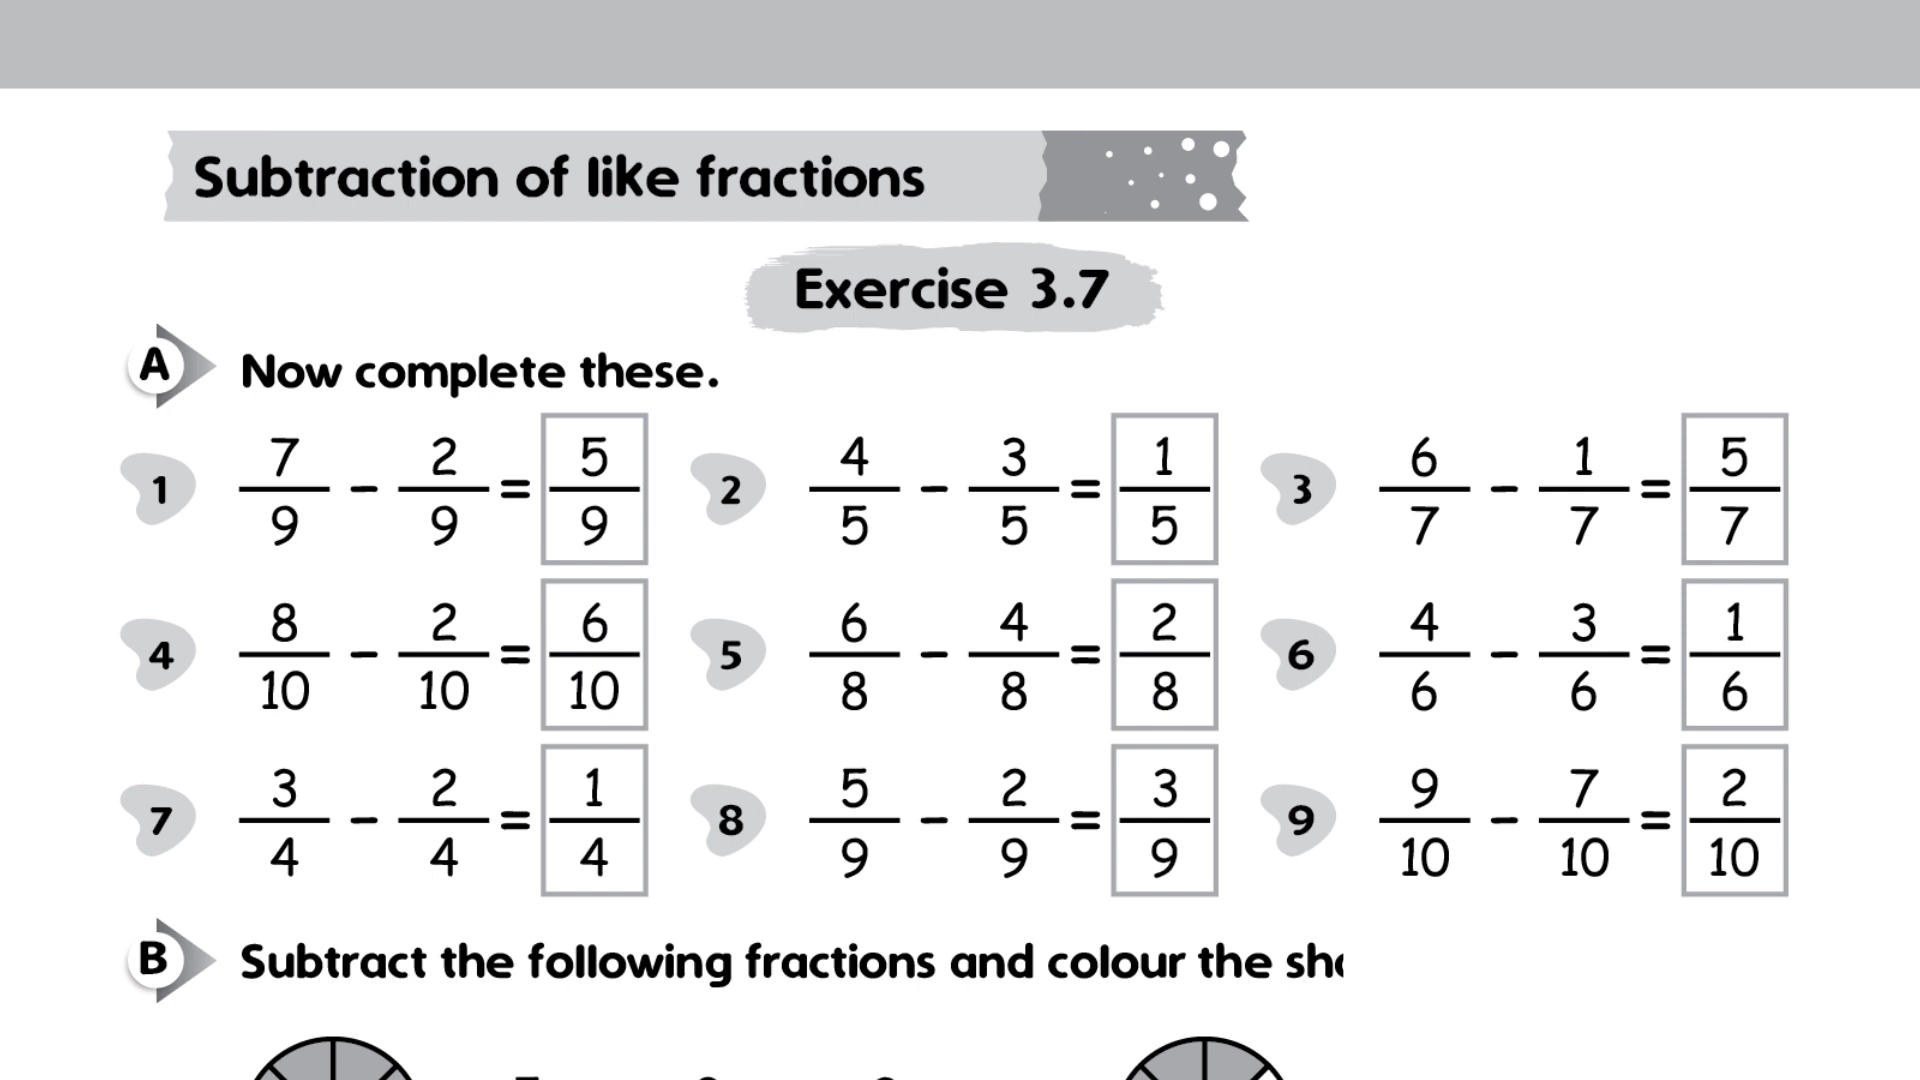 Subtraction of like fractions
Exercise 3.7
A Now complete these.
1 7/9 - 2/9 = 5/9 2 4/5 - 3/5 = 1/5 3 6/7 - 1/7 = 5/7
4 8/10 - 2/10 = 6/10 5 6/8 - 4/8 = 2/8 6 4/6 - 3/6 = 1/6
7 3/4 - 2/4 = 1/4 8 5/9 - 2/9 = 3/9 9 9/10 - 7/10 = 2/10
B Subtract the following fractions and colour the